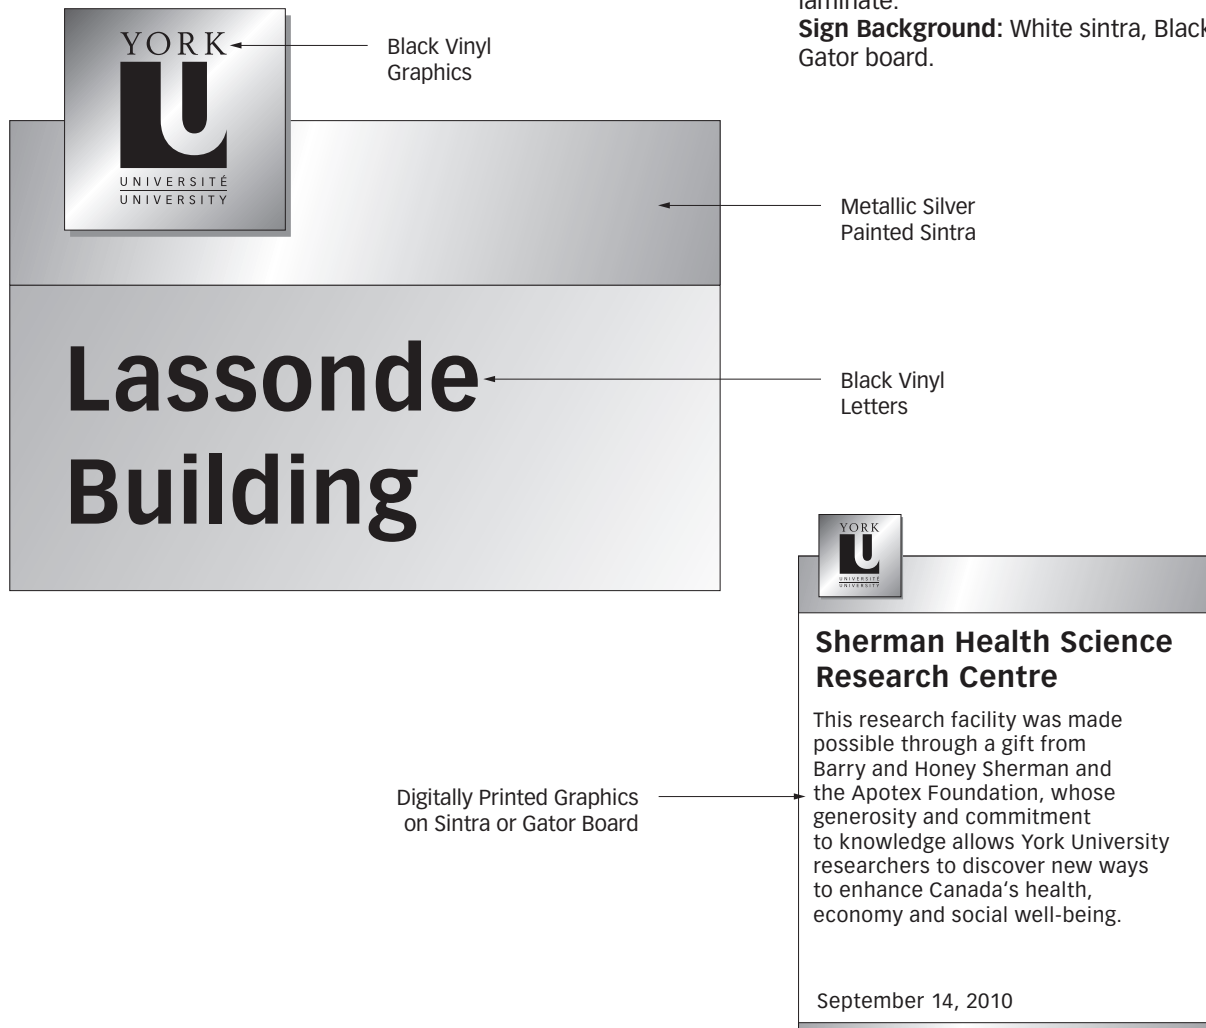 laminate.
Sign Background: White sintra, Black
Gator board.
YORK
U
UNIVERSITÉ
UNIVERSITY
Black Vinyl
Graphics
Metallic Silver
Painted Sintra
Lassonde
Building
Black Vinyl
Letters
YORK
U
UNIVERSITÉ
UNIVERSITY
Sherman Health Science
Research Centre
This research facility was made
possible through a gift from
Barry and Honey Sherman and
the Apotex Foundation, whose
generosity and commitment
to knowledge allows York University
researchers to discover new ways
to enhance Canada's health,
economy and social well-being.
September 14, 2010
Digitally Printed Graphics
on Sintra or Gator Board